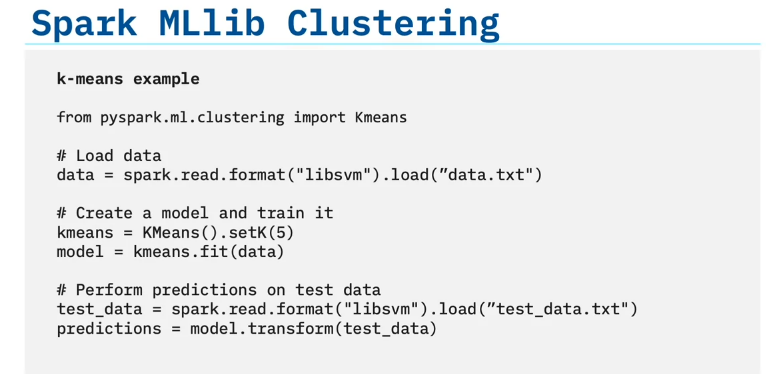 Spark MLlib Clustering
k-means example
from pyspark.ml.clustering import Kmeans
# Load data
data = spark.read.format("libsvm").load(”data.txt")
# Create a model and train it
kmeans = KMeans().setK(5)
model = kmeans.fit(data)
# Perform predictions on test data
test_data = spark.read.format("libsvm").load(”test_data.txt")
predictions = model.transform(test_data)